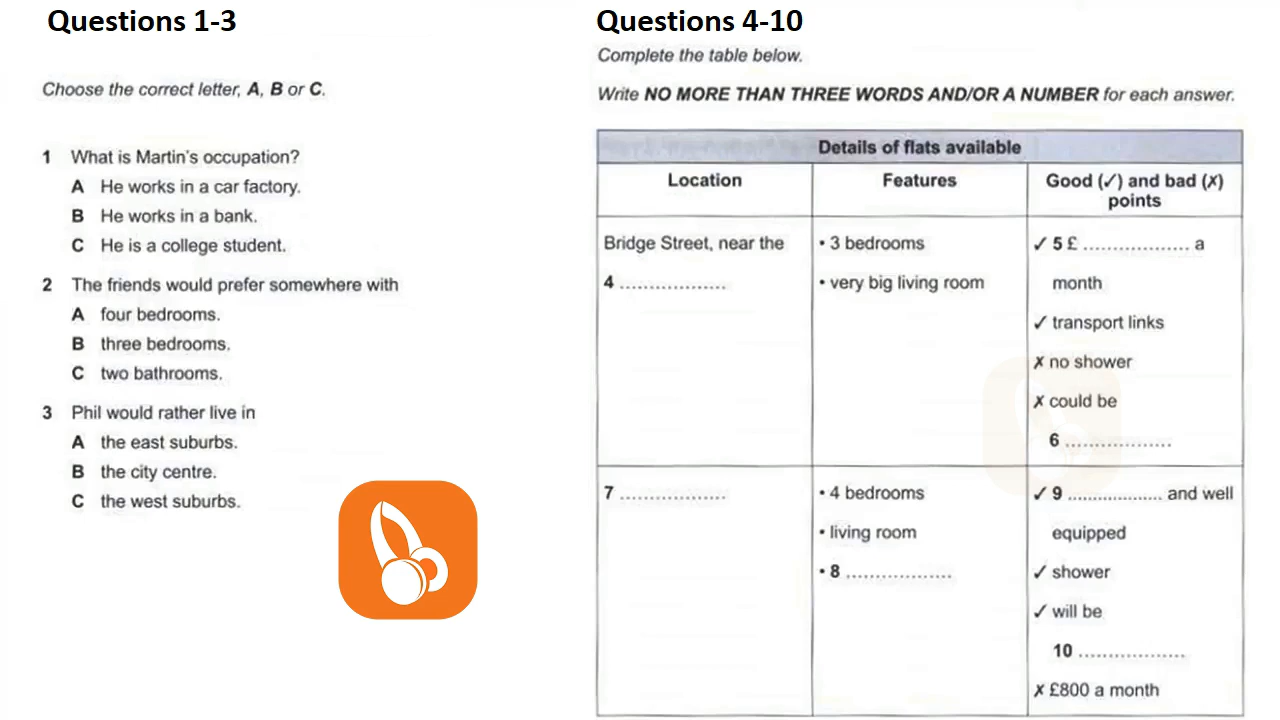 Questions 1-3
Choose the correct letter, A, B or C.
1 What is Martin's occupation?
A He works in a car factory.
B He works in a bank.
C He is a college student.
2 The friends would prefer somewhere with
A four bedrooms.
B three bedrooms.
C two bathrooms.
3 Phil would rather live in
A the east suburbs.
B the city centre.
C the west suburbs.
Questions 4-10
Complete the table below.
Write NO MORE THAN THREE WORDS AND/OR A NUMBER for each answer.
Details of flats available
Location
Features
Good (✓) and bad (✗)
points
Bridge Street, near the
4 ..................
• 3 bedrooms
• very big living room
✓ 5 £ .................. a
month
✓ transport links
✗ no shower
✗ could be
6 ..................
7 ..................
• 4 bedrooms
• living room
• 8 ..................
✓ 9 .................. and well
equipped
✓ shower
✓ will be
10 ..................
✗ £800 a month